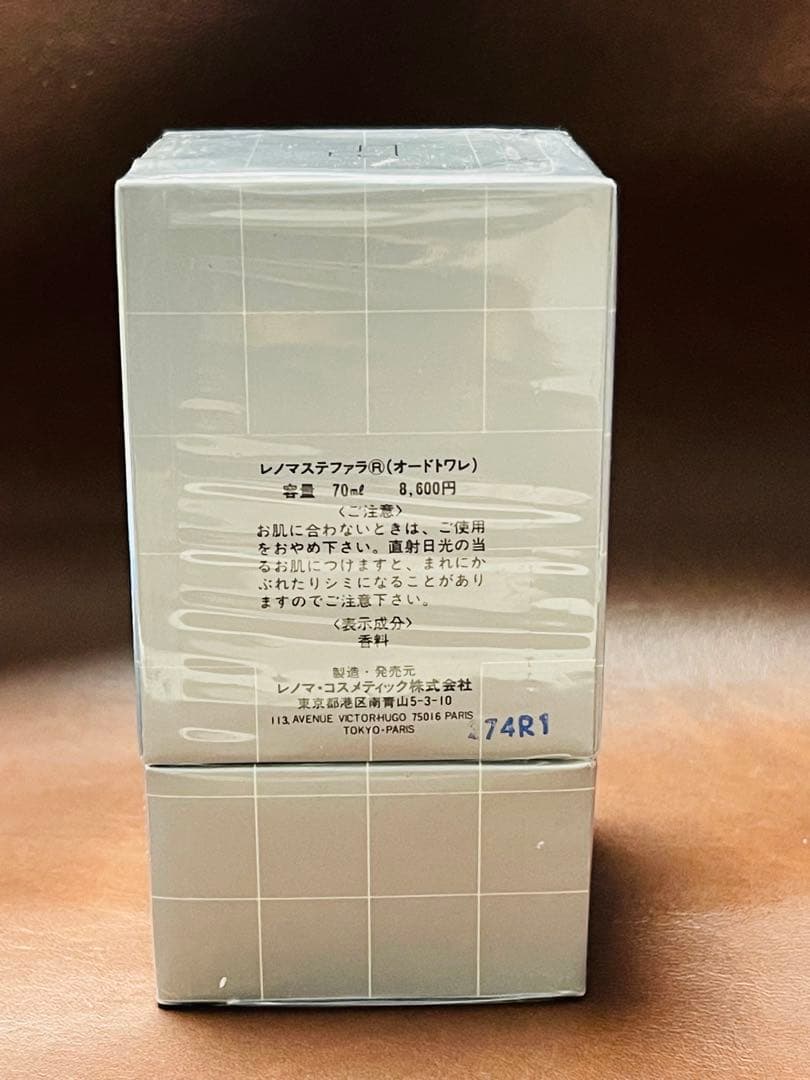 レノマステファラⓇ(オードトワレ)
容量 70ml 8,600円
〈ご注意〉
お肌に合わないときは、ご使用
をおやめ下さい。直射日光の当
るお肌につけますと、まれにか
ぶれたりシミになることがあり
ますのでご注意下さい。
〈表示成分〉
香料
製造・発売元
レノマ・コスメティック株式会社
東京都港区南青山5-3-10
113, AVENUE VICTOR-HUGO 75016 PARIS
TOKYO-PARIS
74R1